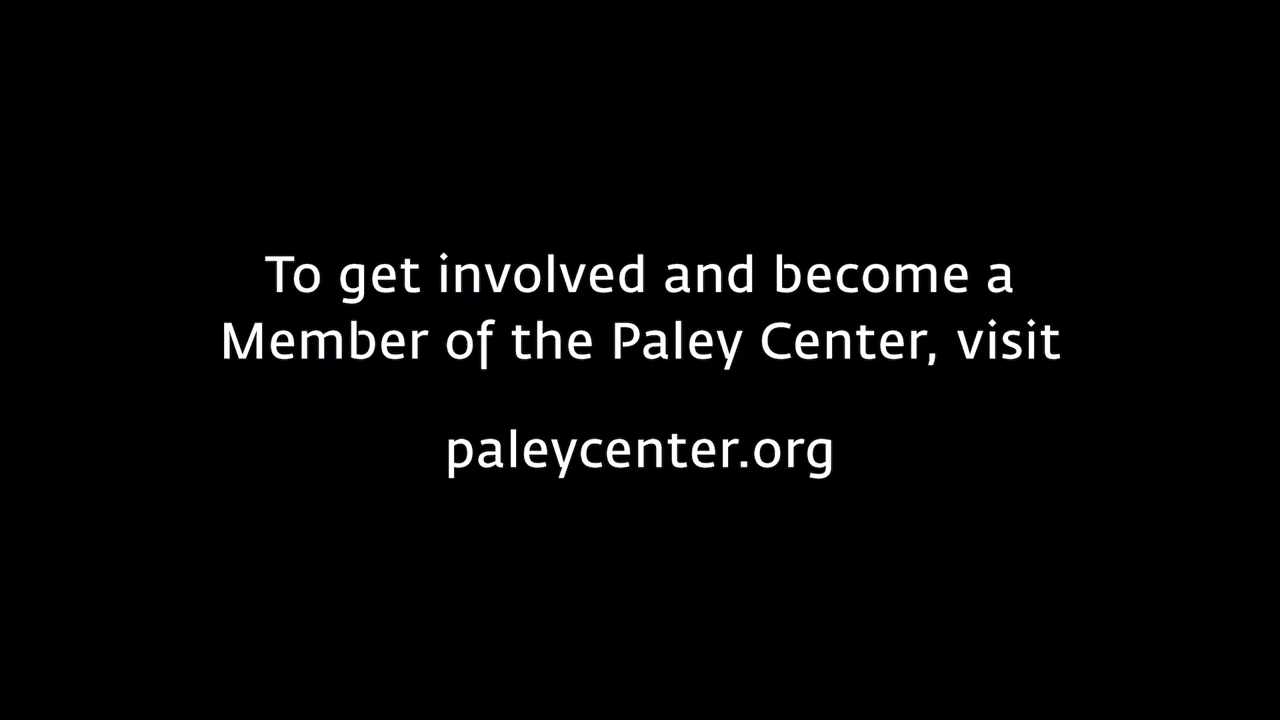 To get involved and become a
Member of the Paley Center, visit
paleycenter.org